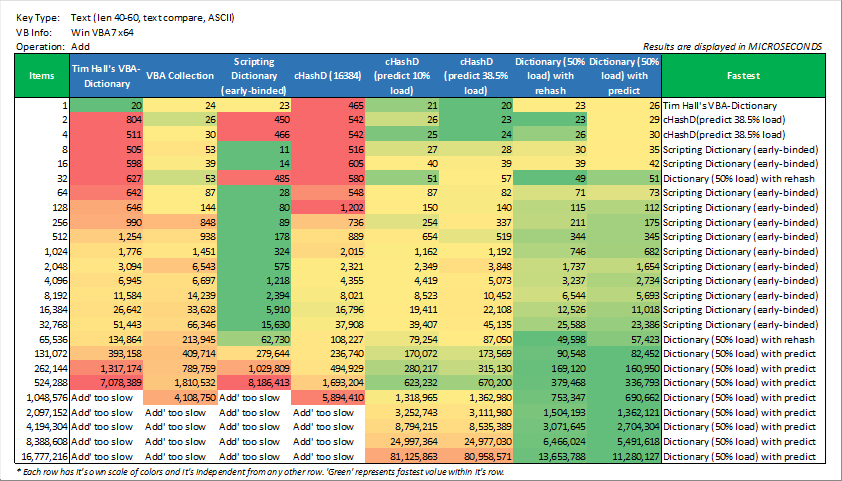 Key Type: Text (len 40-60, text compare, ASCII)
VB Info: Win VBA7 x64
Operation: Add Results are displayed in MICROSECONDS
Items Tim Hall's VBA-Dictionary VBA Collection Scripting Dictionary (early-binded) cHashD (16384) cHashD (predict 10% load) cHashD (predict 38.5% load) Dictionary (50% load) with rehash Dictionary (50% load) with predict Fastest
1 20 24 23 465 21 20 23 26 Tim Hall's VBA-Dictionary
2 804 26 450 542 26 23 23 29 cHashD(predict 38.5% load)
4 511 30 466 542 25 24 26 30 cHashD(predict 38.5% load)
8 505 53 11 516 27 28 30 35 Scripting Dictionary (early-binded)
16 598 39 14 605 40 39 39 42 Scripting Dictionary (early-binded)
32 627 53 485 580 51 57 49 51 Dictionary (50% load) with rehash
64 642 87 28 548 87 82 71 73 Scripting Dictionary (early-binded)
128 646 144 80 1,202 150 140 115 112 Scripting Dictionary (early-binded)
256 990 848 89 736 254 337 211 175 Scripting Dictionary (early-binded)
512 1,254 938 178 889 654 519 344 345 Scripting Dictionary (early-binded)
1,024 1,776 1,451 324 2,015 1,162 1,192 746 682 Scripting Dictionary (early-binded)
2,048 3,094 6,543 575 2,321 2,349 3,848 1,737 1,654 Scripting Dictionary (early-binded)
4,096 6,945 6,697 1,218 4,355 4,419 5,073 3,237 2,734 Scripting Dictionary (early-binded)
8,192 11,584 14,239 2,394 8,021 8,523 10,452 6,544 5,693 Scripting Dictionary (early-binded)
16,384 26,642 33,628 5,910 16,796 19,411 22,108 12,526 11,018 Scripting Dictionary (early-binded)
32,768 51,443 66,346 15,630 37,908 39,407 45,135 25,588 23,386 Scripting Dictionary (early-binded)
65,536 134,864 213,945 62,730 108,227 79,254 87,050 49,598 57,423 Dictionary (50% load) with rehash
131,072 393,158 409,714 279,644 236,740 170,072 173,569 90,548 82,452 Dictionary (50% load) with predict
262,144 1,317,174 789,759 1,029,809 494,929 280,217 315,130 169,120 160,950 Dictionary (50% load) with predict
524,288 7,078,389 1,810,532 8,186,413 1,693,204 623,232 670,200 379,468 336,793 Dictionary (50% load) with predict
1,048,576 Add' too slow 4,108,750 Add' too slow 5,894,410 1,318,965 1,362,980 753,347 690,662 Dictionary (50% load) with predict
2,097,152 Add' too slow Add' too slow Add' too slow Add' too slow 3,252,743 3,111,980 1,504,193 1,362,121 Dictionary (50% load) with predict
4,194,304 Add' too slow Add' too slow Add' too slow Add' too slow 8,794,215 8,535,389 3,071,645 2,704,304 Dictionary (50% load) with predict
8,388,608 Add' too slow Add' too slow Add' too slow Add' too slow 24,997,364 24,977,030 6,466,024 5,491,618 Dictionary (50% load) with predict
16,777,216 Add' too slow Add' too slow Add' too slow Add' too slow 81,125,863 80,958,571 13,653,788 11,280,127 Dictionary (50% load) with predict
* Each row has it's own scale of colors and it's independent from any other row. 'Green' represents fastest value within it's row.